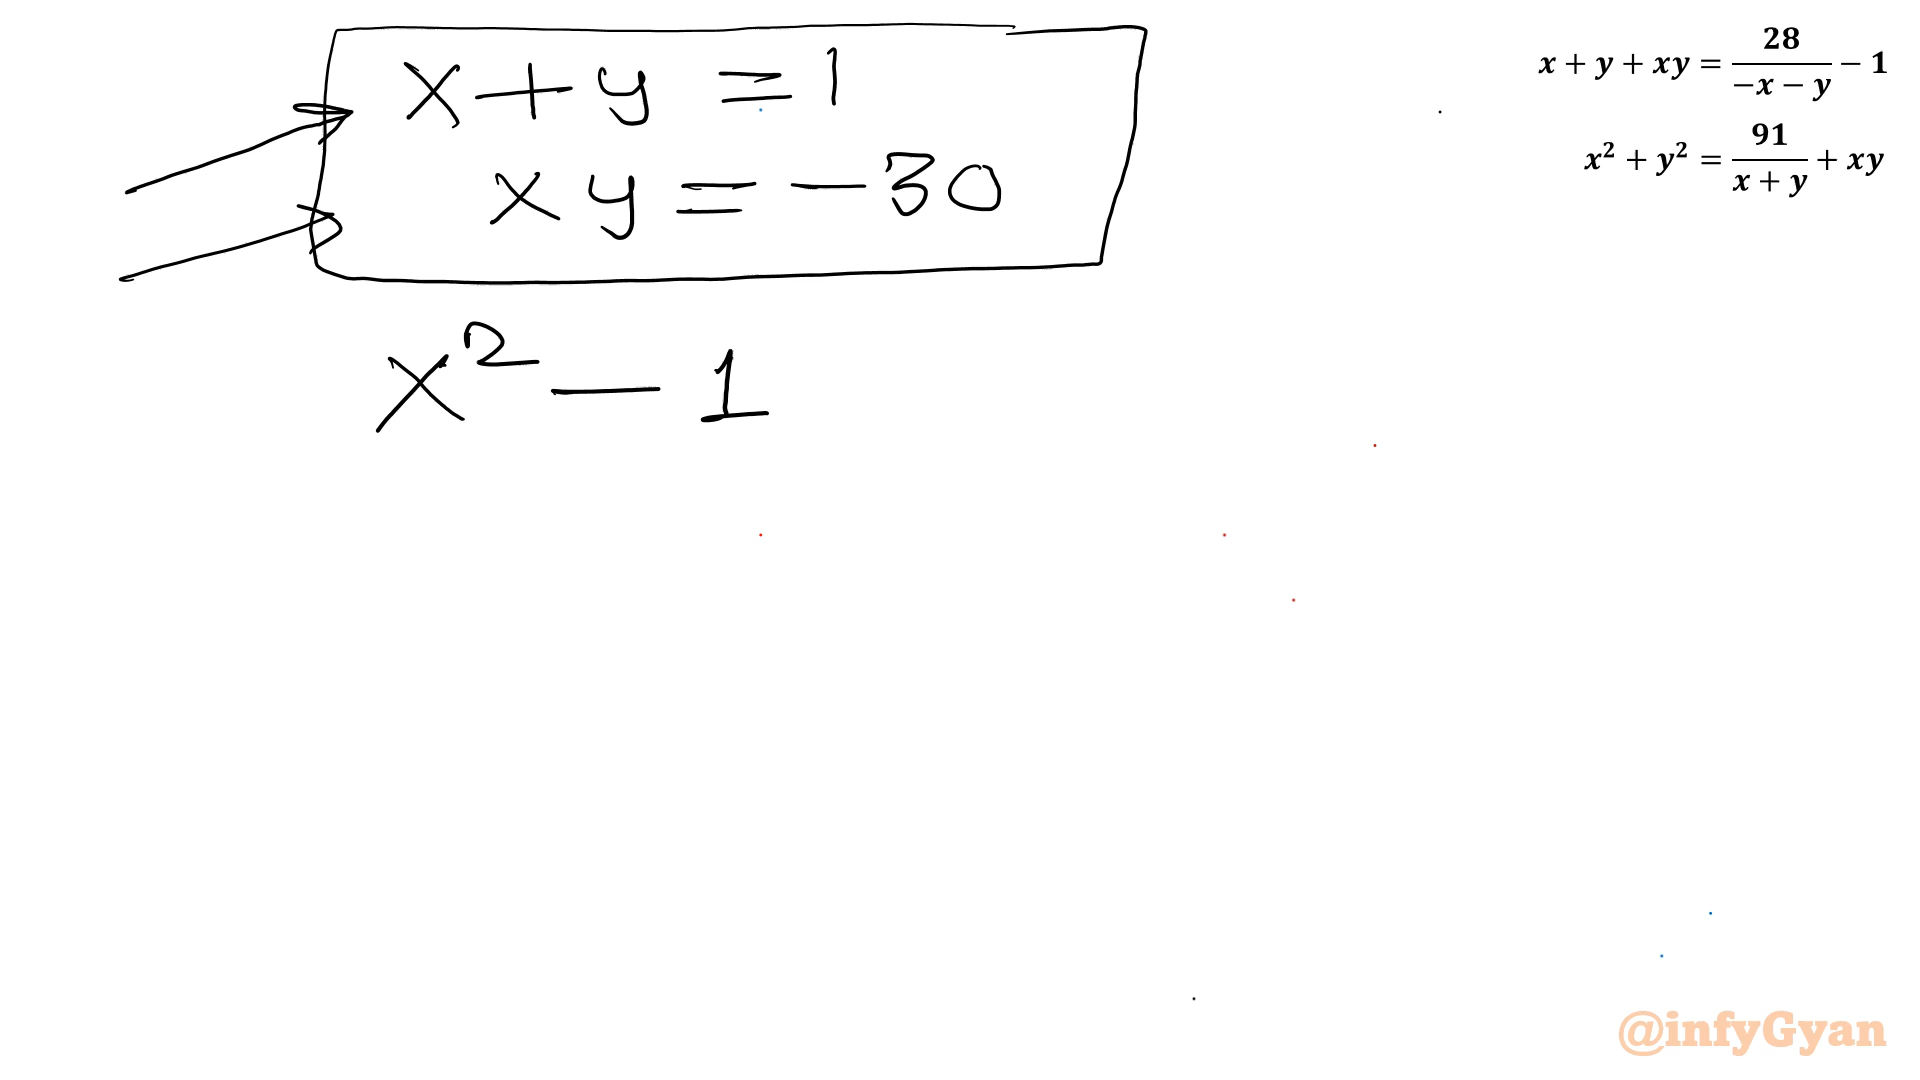 x + y = 1
xy = -30
x² - 1
x + y + xy = 28/(-x - y) - 1
x² + y² = 91/(x + y) + xy
@infyGyan